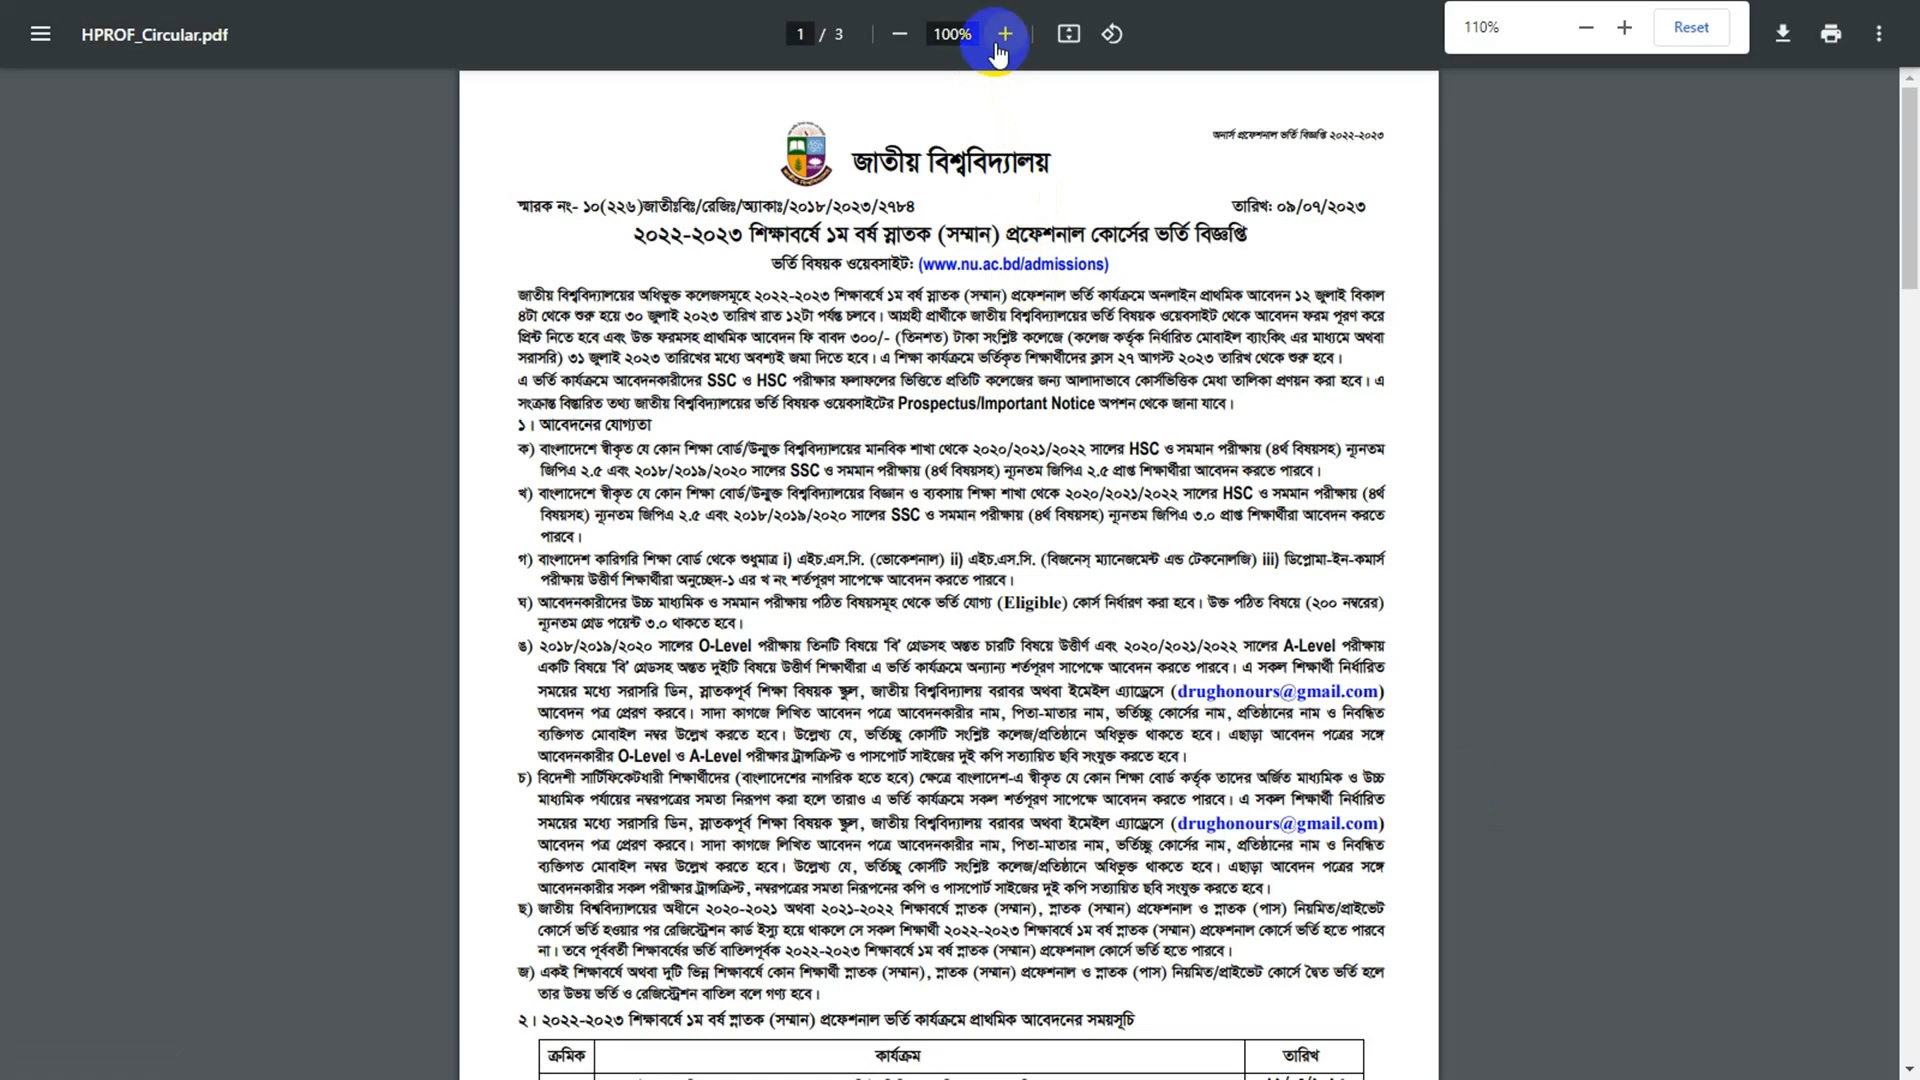 HPROF_Circular.pdf
1 / 3
100%
110%
Reset
অনার্স প্রফেশনাল ভর্তি বিজ্ঞপ্তি ২০২২-২০২৩
জাতীয় বিশ্ববিদ্যালয়
স্মারক নং- ১০(২২৬)জাতীঃবিঃ/রেজিঃ/অ্যাকাঃ/২০১৮/২০২৩/২৭৮৪
তারিখ: ০৯/০৭/২০২৩
২০২২-২০২৩ শিক্ষাবর্ষে ১ম বর্ষ স্নাতক (সম্মান) প্রফেশনাল কোর্সের ভর্তি বিজ্ঞপ্তি
ভর্তি বিষয়ক ওয়েবসাইট: (www.nu.ac.bd/admissions)
জাতীয় বিশ্ববিদ্যালয়ের অধিভুক্ত কলেজসমূহে ২০২২-২০২৩ শিক্ষাবর্ষে ১ম বর্ষ স্নাতক (সম্মান) প্রফেশনাল ভর্তি কার্যক্রমে অনলাইন প্রাথমিক আবেদন ১২ জুলাই বিকাল
৪টা থেকে শুরু হয়ে ৩০ জুলাই ২০২৩ তারিখ রাত ১২টা পর্যন্ত চলবে। আগ্রহী প্রার্থীকে জাতীয় বিশ্ববিদ্যালয়ের ভর্তি বিষয়ক ওয়েবসাইট থেকে আবেদন ফরম পূরণ করে
প্রিন্ট নিতে হবে এবং উক্ত ফরমসহ প্রাথমিক আবেদন ফি বাবদ ৩০০/- (তিনশত) টাকা সংশ্লিষ্ট কলেজে (কলেজ কর্তৃক নির্ধারিত মোবাইল ব্যাংকিং এর মাধ্যমে অথবা
সরাসরি) ৩১ জুলাই ২০২৩ তারিখের মধ্যে অবশ্যই জমা দিতে হবে। এ শিক্ষা কার্যক্রমে ভর্তিকৃত শিক্ষার্থীদের ক্লাস ২৭ আগস্ট ২০২৩ তারিখ থেকে শুরু হবে।
এ ভর্তি কার্যক্রমে আবেদনকারীদের SSC ও HSC পরীক্ষার ফলাফলের ভিত্তিতে প্রতিটি কলেজের জন্য আলাদাভাবে কোর্সভিত্তিক মেধা তালিকা প্রণয়ন করা হবে। এ
সংক্রান্ত বিস্তারিত তথ্য জাতীয় বিশ্ববিদ্যালয়ের ভর্তি বিষয়ক ওয়েবসাইটের Prospectus/Important Notice অপশন থেকে জানা যাবে।
১। আবেদনের যোগ্যতা
ক) বাংলাদেশে স্বীকৃত যে কোন শিক্ষা বোর্ড/উন্মুক্ত বিশ্ববিদ্যালয়ের মানবিক শাখা থেকে ২০২০/২০২১/২০২২ সালের HSC ও সমমান পরীক্ষায় (৪র্থ বিষয়সহ) ন্যূনতম
জিপিএ ২.৫ এবং ২০১৮/২০১৯/২০২০ সালের SSC ও সমমান পরীক্ষায় (৪র্থ বিষয়সহ) ন্যূনতম জিপিএ ২.৫ প্রাপ্ত শিক্ষার্থীরা আবেদন করতে পারবে।
খ) বাংলাদেশে স্বীকৃত যে কোন শিক্ষা বোর্ড/উন্মুক্ত বিশ্ববিদ্যালয়ের বিজ্ঞান ও ব্যবসায় শিক্ষা শাখা থেকে ২০২০/২০২১/২০২২ সালের HSC ও সমমান পরীক্ষায় (৪র্থ
বিষয়সহ) ন্যূনতম জিপিএ ২.৫ এবং ২০১৮/২০১৯/২০২০ সালের SSC ও সমমান পরীক্ষায় (৪র্থ বিষয়সহ) ন্যূনতম জিপিএ ৩.০ প্রাপ্ত শিক্ষার্থীরা আবেদন করতে
পারবে।
গ) বাংলাদেশ কারিগরি শিক্ষা বোর্ড থেকে শুধুমাত্র i) এইচ.এস.সি. (ভোকেশনাল) ii) এইচ.এস.সি. (বিজনেস্ ম্যানেজমেন্ট এন্ড টেকনোলজি) iii) ডিপ্লোমা-ইন-কমার্স
পরীক্ষায় উত্তীর্ণ শিক্ষার্থীরা অনুচ্ছেদ-১ এর খ নং শর্তপূরণ সাপেক্ষে আবেদন করতে পারবে।
ঘ) আবেদনকারীদের উচ্চ মাধ্যমিক ও সমমান পরীক্ষায় পঠিত বিষয়সমূহ থেকে ভর্তি যোগ্য (Eligible) কোর্স নির্ধারণ করা হবে। উক্ত পঠিত বিষয়ে (২০০ নম্বরের)
ন্যূনতম গ্রেড পয়েন্ট ৩.০ থাকতে হবে।
ঙ) ২০১৮/২০১৯/২০২০ সালের O-Level পরীক্ষায় তিনটি বিষয়ে 'বি' গ্রেডসহ অন্তত চারটি বিষয়ে উত্তীর্ণ এবং ২০২০/২০২১/২০২২ সালের A-Level পরীক্ষায়
একটি বিষয়ে 'বি' গ্রেডসহ অন্তত দুইটি বিষয়ে উত্তীর্ণ শিক্ষার্থীরা এ ভর্তি কার্যক্রমে অন্যান্য শর্তপূরণ সাপেক্ষে আবেদন করতে পারবে। এ সকল শিক্ষার্থী নির্ধারিত
সময়ের মধ্যে সরাসরি ডিন, স্নাতকপূর্ব শিক্ষা বিষয়ক স্কুল, জাতীয় বিশ্ববিদ্যালয় বরাবর অথবা ইমেইল এ্যাড্রেসে (drughonours@gmail.com)
আবেদন পত্র প্রেরণ করবে। সাদা কাগজে লিখিত আবেদন পত্রে আবেদনকারীর নাম, পিতা-মাতার নাম, ভর্তিচ্ছু কোর্সের নাম, প্রতিষ্ঠানের নাম ও নিবন্ধিত
ব্যক্তিগত মোবাইল নম্বর উল্লেখ করতে হবে। উল্লেখ্য যে, ভর্তিচ্ছু কোর্সটি সংশ্লিষ্ট কলেজ/প্রতিষ্ঠানে অধিভুক্ত থাকতে হবে। এছাড়া আবেদন পত্রের সঙ্গে
আবেদনকারীর O-Level ও A-Level পরীক্ষার ট্রান্সক্রিপ্ট ও পাসপোর্ট সাইজের দুই কপি সত্যায়িত ছবি সংযুক্ত করতে হবে।
চ) বিদেশী সার্টিফিকেটধারী শিক্ষার্থীদের (বাংলাদেশের নাগরিক হতে হবে) ক্ষেত্রে বাংলাদেশ-এ স্বীকৃত যে কোন শিক্ষা বোর্ড কর্তৃক তাদের অর্জিত মাধ্যমিক ও উচ্চ
মাধ্যমিক পর্যায়ের নম্বরপত্রের সমতা নিরূপণ করা হলে তারাও এ ভর্তি কার্যক্রমে সকল শর্তপূরণ সাপেক্ষে আবেদন করতে পারবে। এ সকল শিক্ষার্থী নির্ধারিত
সময়ের মধ্যে সরাসরি ডিন, স্নাতকপূর্ব শিক্ষা বিষয়ক স্কুল, জাতীয় বিশ্ববিদ্যালয় বরাবর অথবা ইমেইল এ্যাড্রেসে (drughonours@gmail.com)
আবেদন পত্র প্রেরণ করবে। সাদা কাগজে লিখিত আবেদন পত্রে আবেদনকারীর নাম, পিতা-মাতার নাম, ভর্তিচ্ছু কোর্সের নাম, প্রতিষ্ঠানের নাম ও নিবন্ধিত
ব্যক্তিগত মোবাইল নম্বর উল্লেখ করতে হবে। উল্লেখ্য যে, ভর্তিচ্ছু কোর্সটি সংশ্লিষ্ট কলেজ/প্রতিষ্ঠানে অধিভুক্ত থাকতে হবে। এছাড়া আবেদন পত্রের সঙ্গে
আবেদনকারীর সকল পরীক্ষার ট্রান্সক্রিপ্ট, নম্বরপত্রের সমতা নিরূপনের কপি ও পাসপোর্ট সাইজের দুই কপি সত্যায়িত ছবি সংযুক্ত করতে হবে।
ছ) জাতীয় বিশ্ববিদ্যালয়ের অধীনে ২০২০-২০২১ অথবা ২০২১-২০২২ শিক্ষাবর্ষে স্নাতক (সম্মান), স্নাতক (সম্মান) প্রফেশনাল ও স্নাতক (পাস) নিয়মিত/প্রাইভেট
কোর্সে ভর্তি হওয়ার পর রেজিস্ট্রেশন কার্ড ইস্যু হয়ে থাকলে সে সকল শিক্ষার্থী ২০২২-২০২৩ শিক্ষাবর্ষে ১ম বর্ষ স্নাতক (সম্মান) প্রফেশনাল কোর্সে ভর্তি হতে পারবে
না। তবে পূর্ববর্তী শিক্ষাবর্ষের ভর্তি বাতিলপূর্বক ২০২২-২০২৩ শিক্ষাবর্ষে ১ম বর্ষ স্নাতক (সম্মান) প্রফেশনাল কোর্সে ভর্তি হতে পারবে।
জ) একই শিক্ষাবর্ষে অথবা দুটি ভিন্ন শিক্ষাবর্ষে কোন শিক্ষার্থী স্নাতক (সম্মান), স্নাতক (সম্মান) প্রফেশনাল ও স্নাতক (পাস) নিয়মিত/প্রাইভেট কোর্সে দ্বৈত ভর্তি হলে
তার উভয় ভর্তি ও রেজিস্ট্রেশন বাতিল বলে গণ্য হবে।
২। ২০২২-২০২৩ শিক্ষাবর্ষে ১ম বর্ষ স্নাতক (সম্মান) প্রফেশনাল ভর্তি কার্যক্রমে প্রাথমিক আবেদনের সময়সূচি
ক্রমিক
কার্যক্রম
তারিখ